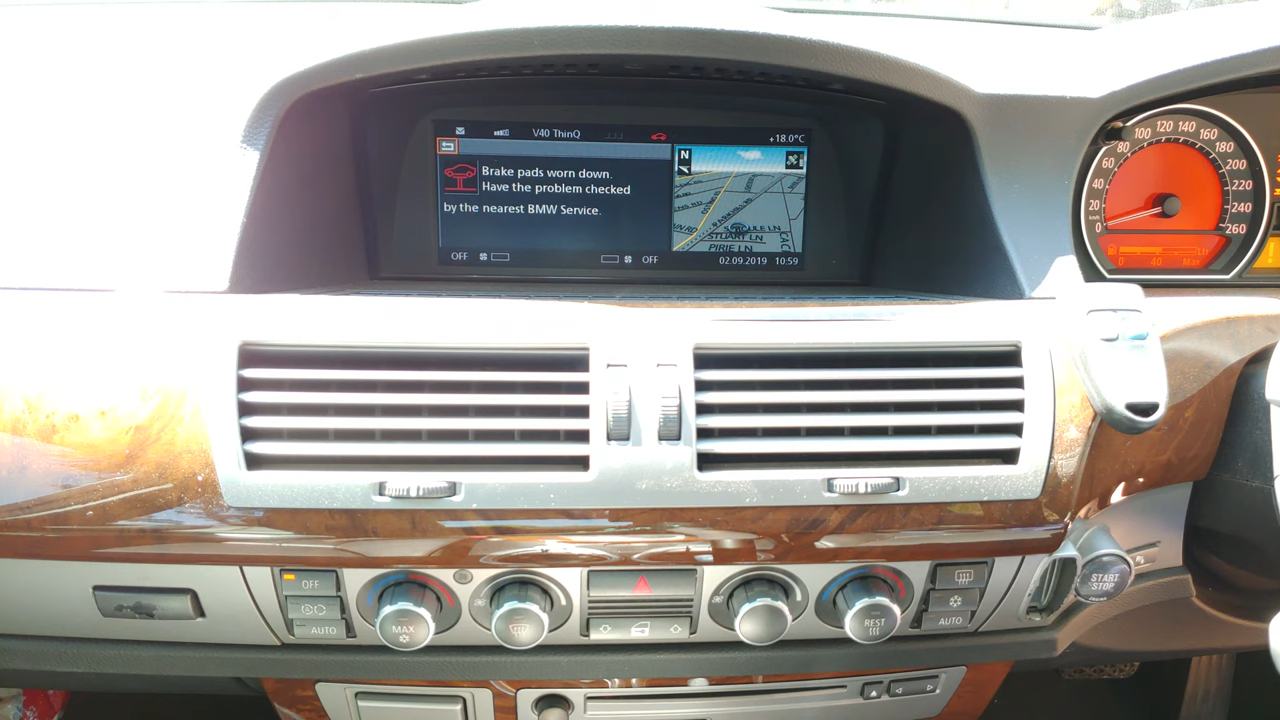 V40 ThinQ
+18.0°C
Brake pads worn down.
Have the problem checked
by the nearest BMW Service.
N
STUART LN
PIRIE LN
OFF
OFF
02.09.2019 10:59
0 20 40 60 80 100 120 140 160 180 200 220 240 260
0 40 Max
OFF
AUTO
MAX
REST
AUTO
START
STOP